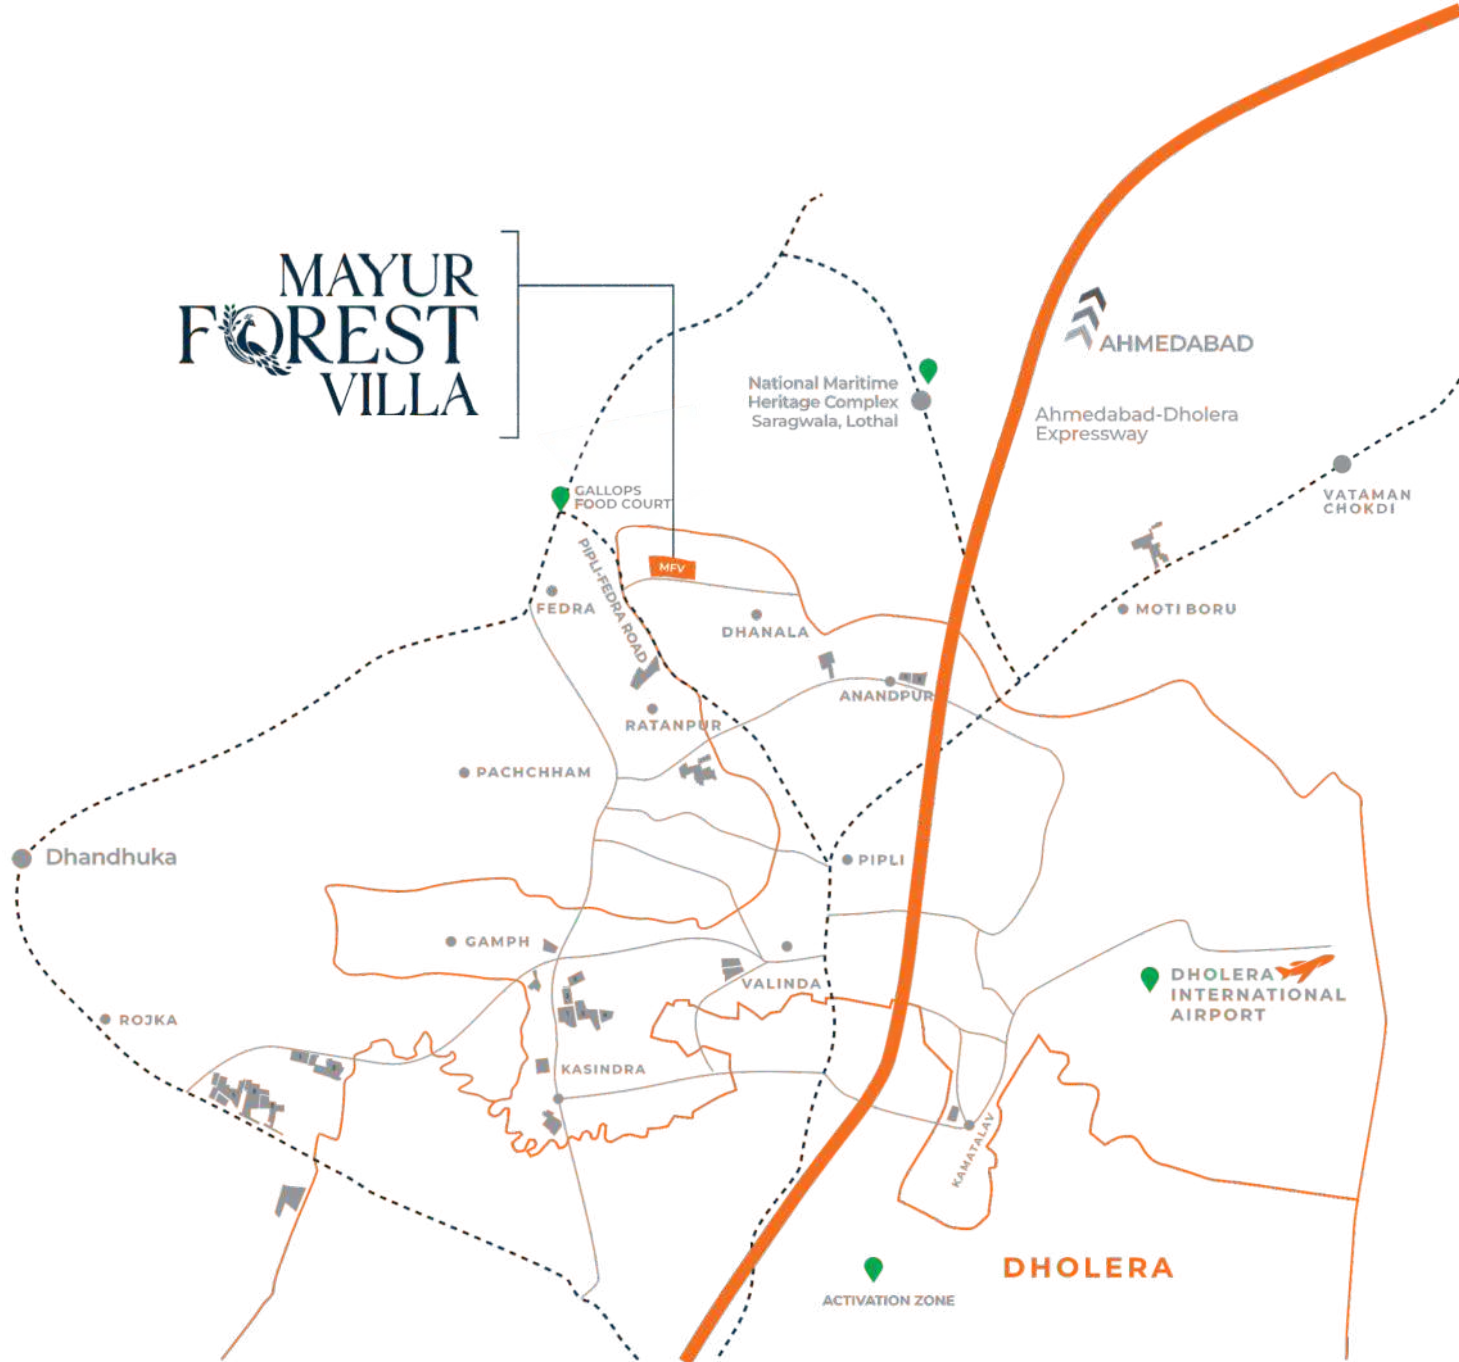 MAYUR
FOREST
VILLA
AHMEDABAD
National Maritime
Heritage Complex
Saragwala, Lothal
Ahmedabad-Dholera
Expressway
GALLOPS
FOOD COURT
VATAMAN
CHOKDI
PIPLI-FEDRA ROAD
MFV
FEDRA
DHANALA
MOTI BORU
ANANDPUR
RATANPUR
PACHCHHAM
Dhandhuka
PIPLI
GAMPH
VALINDA
DHOLERA
INTERNATIONAL
AIRPORT
ROJKA
KASINDRA
KAMATALAV
DHOLERA
ACTIVATION ZONE